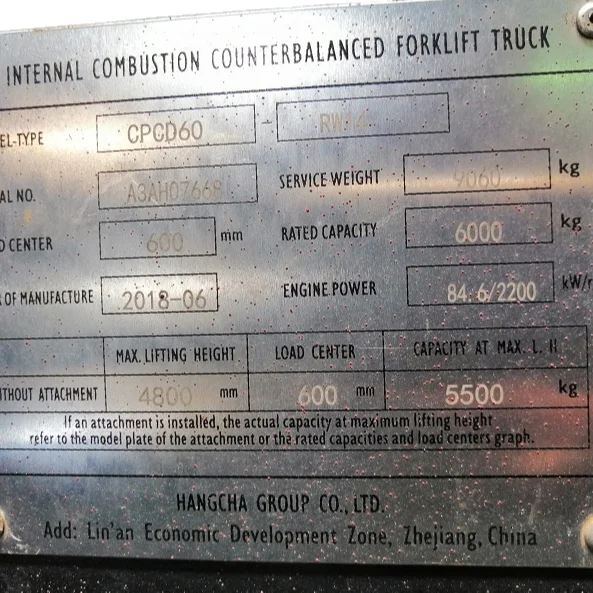 INTERNAL COMBUSTION COUNTERBALANCED FORKLIFT TRUCK
EL-TYPE CPCD60 -
AL NO. SERVICE WEIGHT 9060 kg
D CENTER 600 mm RATED CAPACITY 6000 kg
OF MANUFACTURE 2018-06 ENGINE POWER 84.6/2200 kW/r
MAX. LIFTING HEIGHT LOAD CENTER CAPACITY AT MAX. L. H
ITHOUT ATTACHMENT 4800 mm 600 mm 5500 kg
If an attachment is installed, the actual capacity at maximum lifting height
refer to the model plate of the attachment or the rated capacities and load centers graph.
HANGCHA GROUP CO., LTD.
Add: Lin'an Economic Development Zone, Zhejiang, China